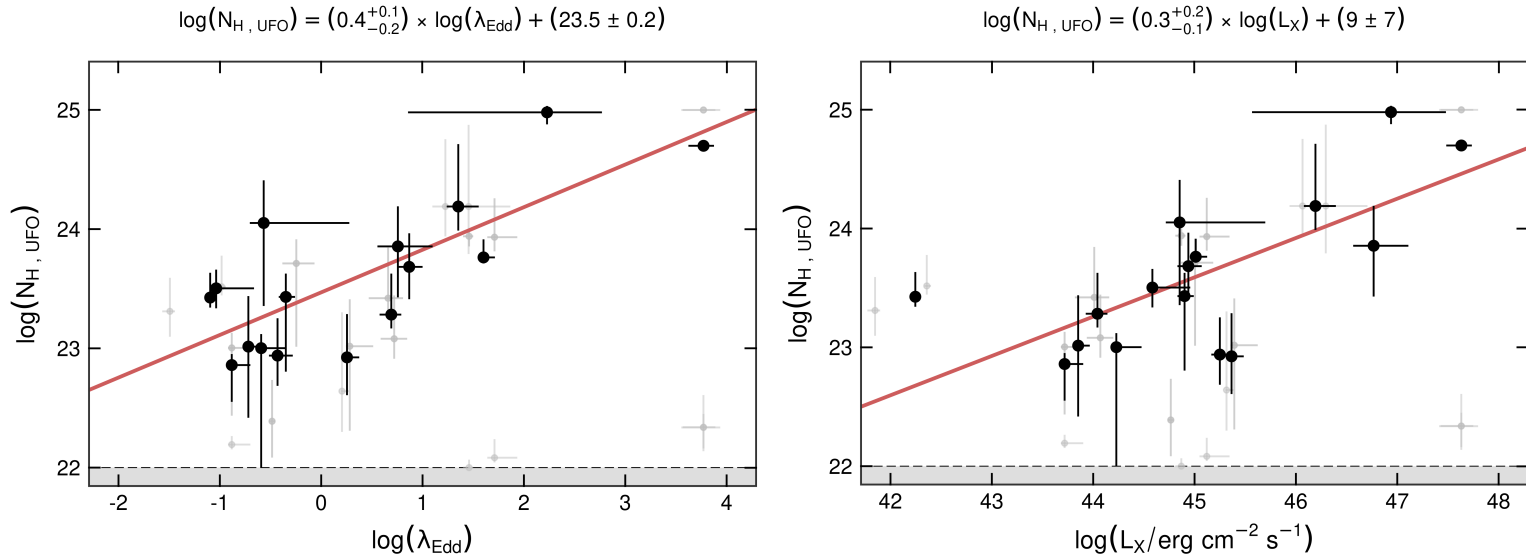 log(N_H , UFO) = (0.4^{+0.1}_{−0.2}) × log(λ_Edd) + (23.5 ± 0.2)
25
24
23
22
log(N_H , UFO)
-2 -1 0 1 2 3 4
log(λ_Edd)
log(N_H , UFO) = (0.3^{+0.2}_{−0.1}) × log(L_X) + (9 ± 7)
25
24
23
22
log(N_H , UFO)
42 43 44 45 46 47 48
log(L_X/erg cm^{−2} s^{−1})